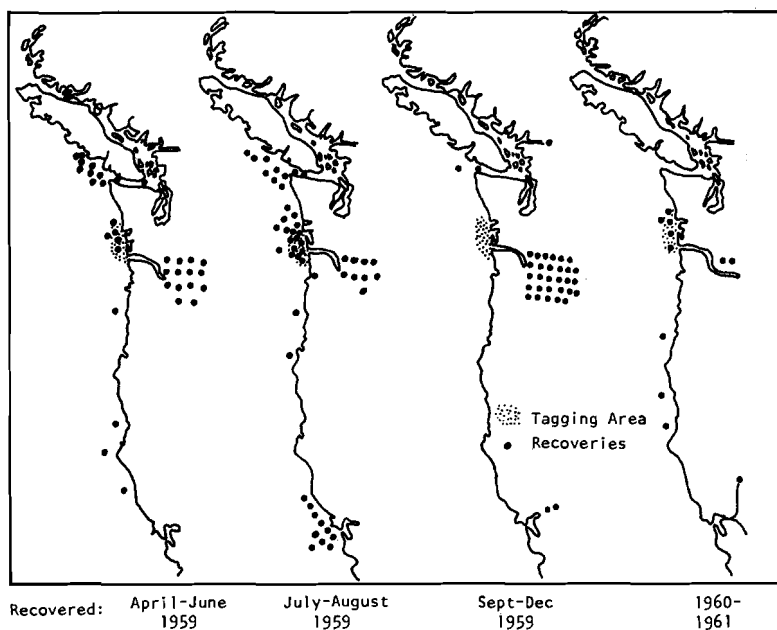 Tagging Area
Recoveries
Recovered: April-June July-August Sept-Dec 1960-
1959 1959 1959 1961